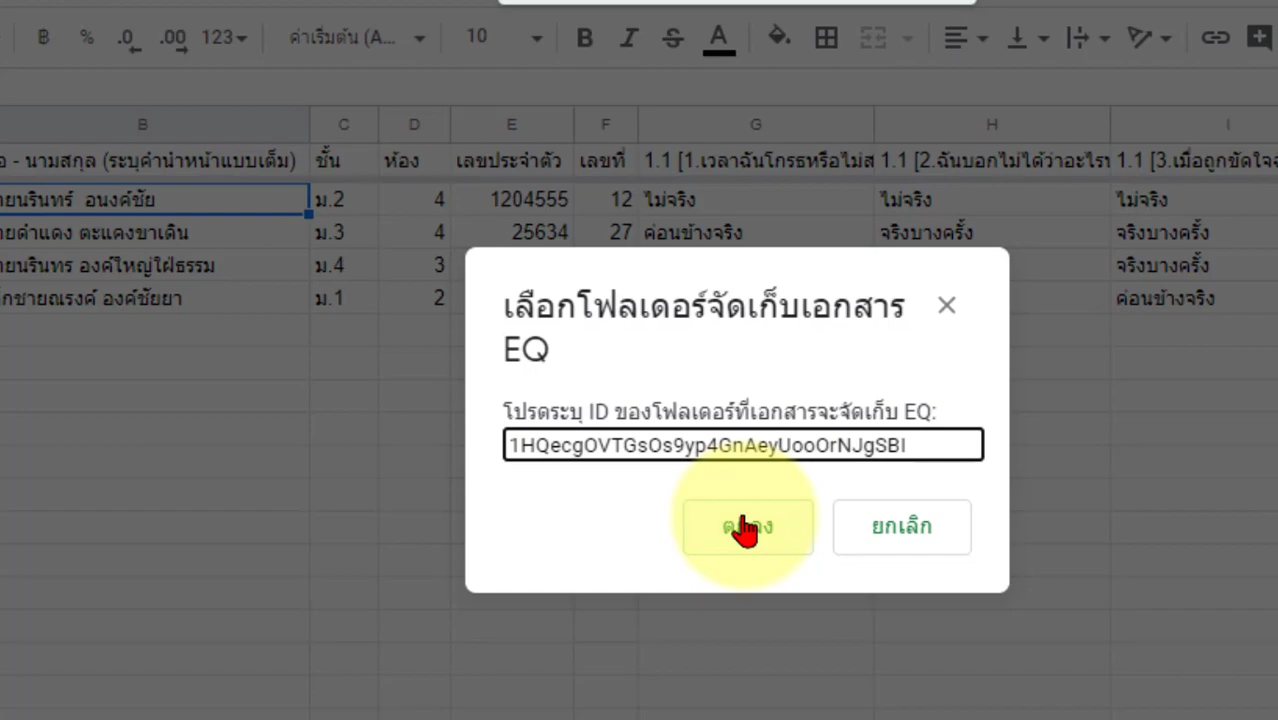 ฿ % .0 .00 123 ค่าเริ่มต้น (A... 10 B I S A
B C D E F G H I
อ - นามสกุล (ระบุคำนำหน้าแบบเต็ม) ชั้น ห้อง เลขประจำตัว เลขที่ 1.1 [1.เวลาฉันโกรธหรือไม่ส 1.1 [2.ฉันบอกไม่ได้ว่าอะไร 1.1 [3.เมื่อถูกขัดใจ
ายนรินทร์ อนงค์ชัย ม.2 4 1204555 12 ไม่จริง ไม่จริง ไม่จริง
ายดำแดง ตะแคงขาเดิน ม.3 4 25634 27 ค่อนข้างจริง จริงบางครั้ง จริงบางครั้ง
ายนรินทร องค์ใหญ่ใฝ่ธรรม ม.4 3 จริงบางครั้ง
กชายณรงค์ องค์ชัยยา ม.1 2 ค่อนข้างจริง
เลือกโฟลเดอร์จัดเก็บเอกสาร
EQ
โปรดระบุ ID ของโฟลเดอร์ที่เอกสารจะจัดเก็บ EQ:
1HQecgOVTGsOs9yp4GnAeyUooOrNJgSBI
ยกเลิก